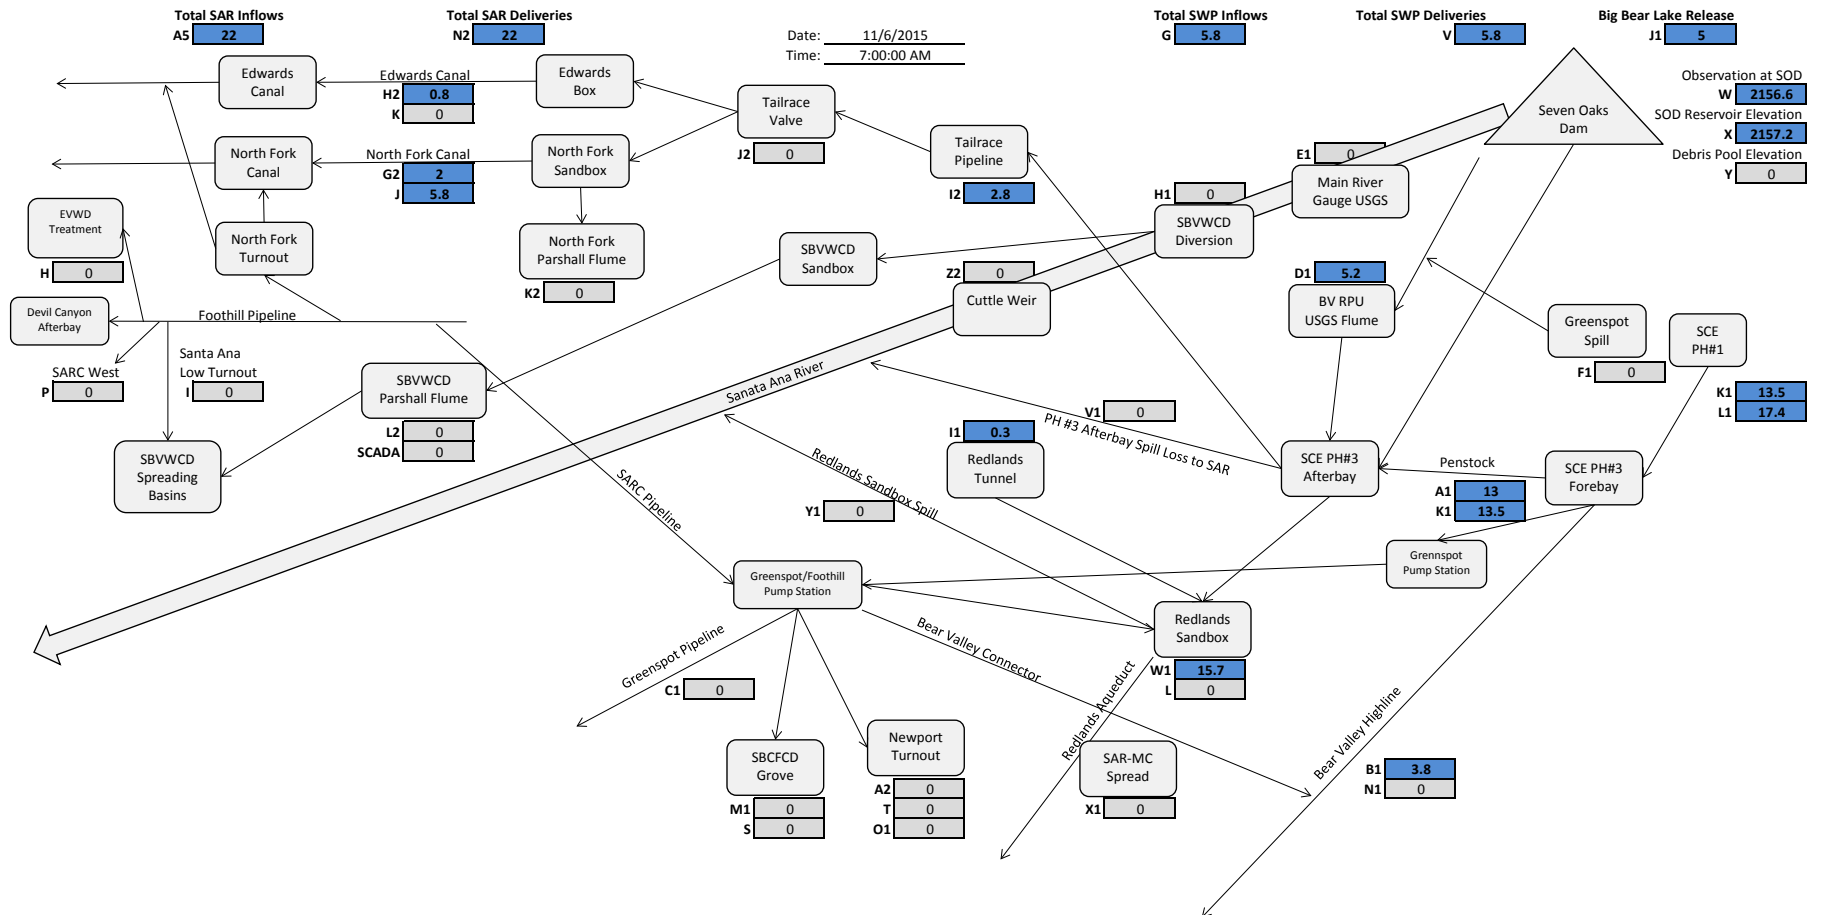 Total SAR Inflows
A5 22
Total SAR Deliveries
N2 22
Date: 11/6/2015
Time: 7:00:00 AM
Total SWP Inflows
G 5.8
Total SWP Deliveries
V 5.8
Big Bear Lake Release
J1 5
Edwards
Canal
Edwards Canal
H2 0.8
K 0
Edwards
Box
Tailrace
Valve
J2 0
Tailrace
Pipeline
I2 2.8
Seven Oaks
Dam
Observation at SOD
W 2156.6
SOD Reservoir Elevation
X 2157.2
Debris Pool Elevation
Y 0
North Fork
Canal
North Fork Canal
G2 2
J 5.8
North Fork
Sandbox
E1 0
Main River
Gauge USGS
H1 0
SBVWCD
Diversion
EVWD
Treatment
H 0
North Fork
Turnout
North Fork
Parshall Flume
K2 0
SBVWCD
Sandbox
Z2 0
Cuttle Weir
D1 5.2
BV RPU
USGS Flume
Greenspot
Spill
F1 0
SCE
PH#1
K1 13.5
L1 17.4
Devil Canyon
Afterbay
Foothill Pipeline
SARC West
P 0
Santa Ana
Low Turnout
I 0
SBVWCD
Parshall Flume
L2 0
SCADA 0
SBVWCD
Spreading
Basins
Sanata Ana River
V1 0
PH #3 Afterbay Spill Loss to SAR
I1 0.3
Redlands
Tunnel
SCE PH#3
Afterbay
Penstock
A1 13
K1 13.5
SCE PH#3
Forebay
SARC Pipeline
Redlands Sandbox Spill
Y1 0
Grennspot
Pump Station
Greenspot/Foothill
Pump Station
Redlands
Sandbox
W1 15.7
L 0
Greenspot Pipeline
C1 0
Bear Valley Connector
Redlands Aqueduct
Bear Valley Highline
SBCFCD
Grove
M1 0
S 0
Newport
Turnout
A2 0
T 0
O1 0
SAR-MC
Spread
X1 0
B1 3.8
N1 0